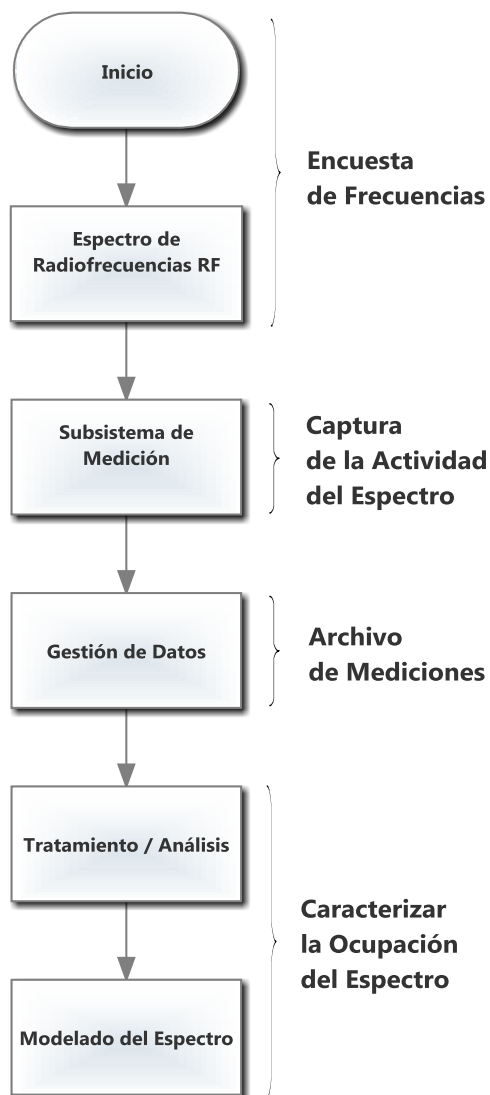 Inicio
Encuesta
de Frecuencias
Espectro de
Radiofrecuencias RF
Subsistema de
Medición
Captura
de la Actividad
del Espectro
Gestión de Datos
Archivo
de Mediciones
Tratamiento / Análisis
Caracterizar
la Ocupación
del Espectro
Modelado del Espectro